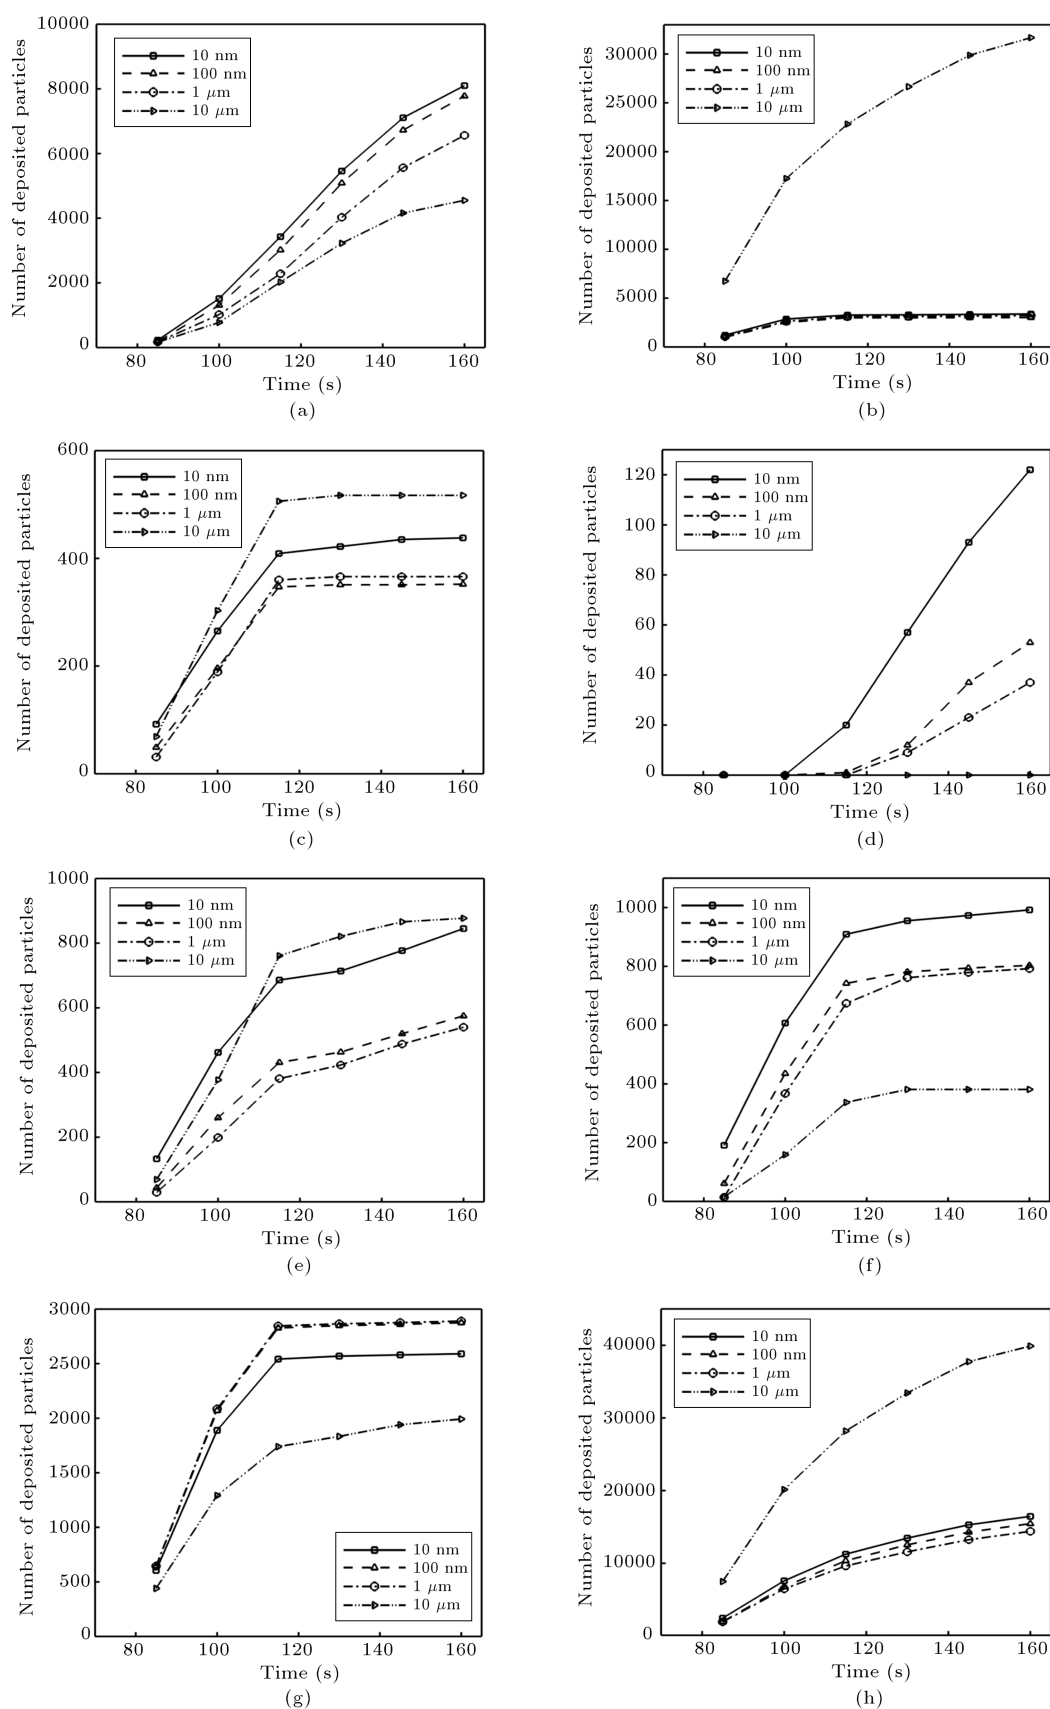 Number of deposited particles
10000
8000
6000
4000
2000
0
10 nm
100 nm
1 μm
10 μm
80 100 120 140 160
Time (s)
(a)
Number of deposited particles
30000
25000
20000
15000
10000
5000
0
10 nm
100 nm
1 μm
10 μm
80 100 120 140 160
Time (s)
(b)
Number of deposited particles
600
400
200
0
10 nm
100 nm
1 μm
10 μm
80 100 120 140 160
Time (s)
(c)
Number of deposited particles
120
100
80
60
40
20
0
10 nm
100 nm
1 μm
10 μm
80 100 120 140 160
Time (s)
(d)
Number of deposited particles
1000
800
600
400
200
0
10 nm
100 nm
1 μm
10 μm
80 100 120 140 160
Time (s)
(e)
Number of deposited particles
1000
800
600
400
200
0
10 nm
100 nm
1 μm
10 μm
80 100 120 140 160
Time (s)
(f)
Number of deposited particles
3000
2500
2000
1500
1000
500
0
10 nm
100 nm
1 μm
10 μm
80 100 120 140 160
Time (s)
(g)
Number of deposited particles
40000
30000
20000
10000
0
10 nm
100 nm
1 μm
10 μm
80 100 120 140 160
Time (s)
(h)